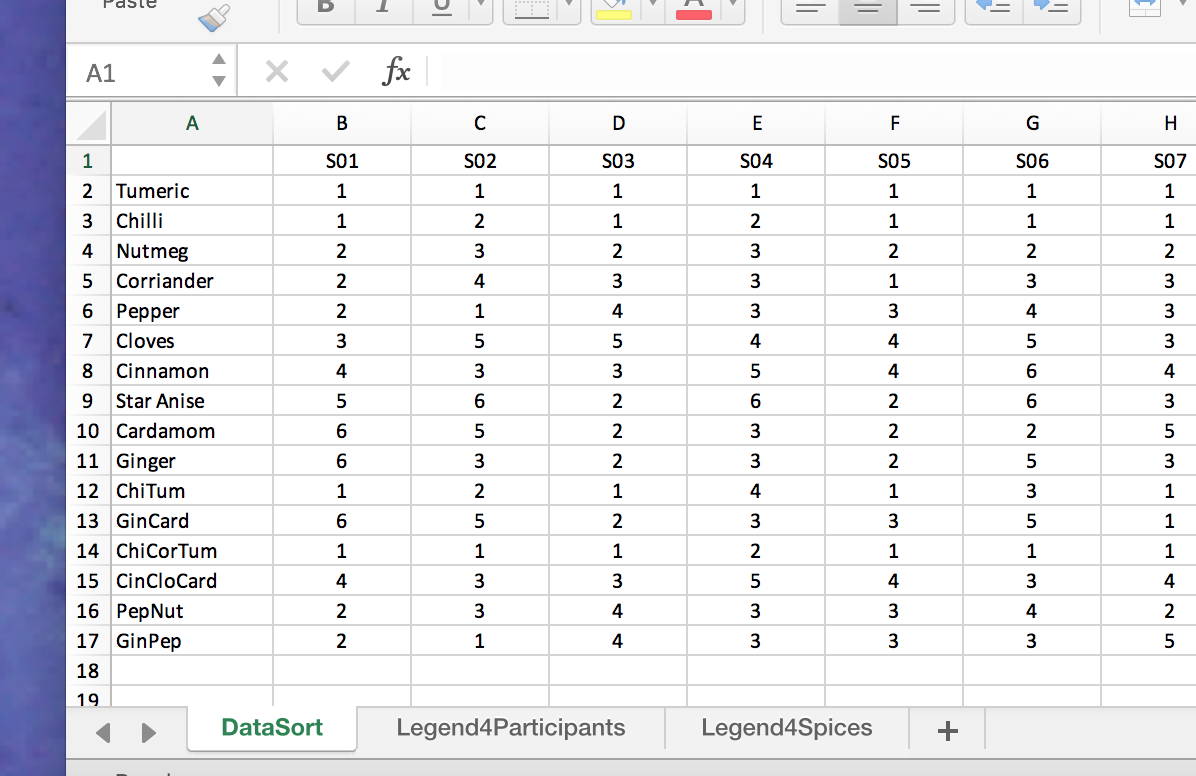 Paste
B I U A
A1 fx
A B C D E F G H
1 S01 S02 S03 S04 S05 S06 S07
2 Tumeric 1 1 1 1 1 1 1
3 Chilli 1 2 1 2 1 1 1
4 Nutmeg 2 3 2 3 2 2 2
5 Corriander 2 4 3 3 1 3 3
6 Pepper 2 1 4 3 3 4 3
7 Cloves 3 5 5 4 4 5 3
8 Cinnamon 4 3 3 5 4 6 4
9 Star Anise 5 6 2 6 2 6 3
10 Cardamom 6 5 2 3 2 2 5
11 Ginger 6 3 2 3 2 5 3
12 ChiTum 1 2 1 4 1 3 1
13 GinCard 6 5 2 3 3 5 1
14 ChiCorTum 1 1 1 2 1 1 1
15 CinCloCard 4 3 3 5 4 3 4
16 PepNut 2 3 4 3 3 4 2
17 GinPep 2 1 4 3 3 3 5
18
19
DataSort Legend4Participants Legend4Spices +